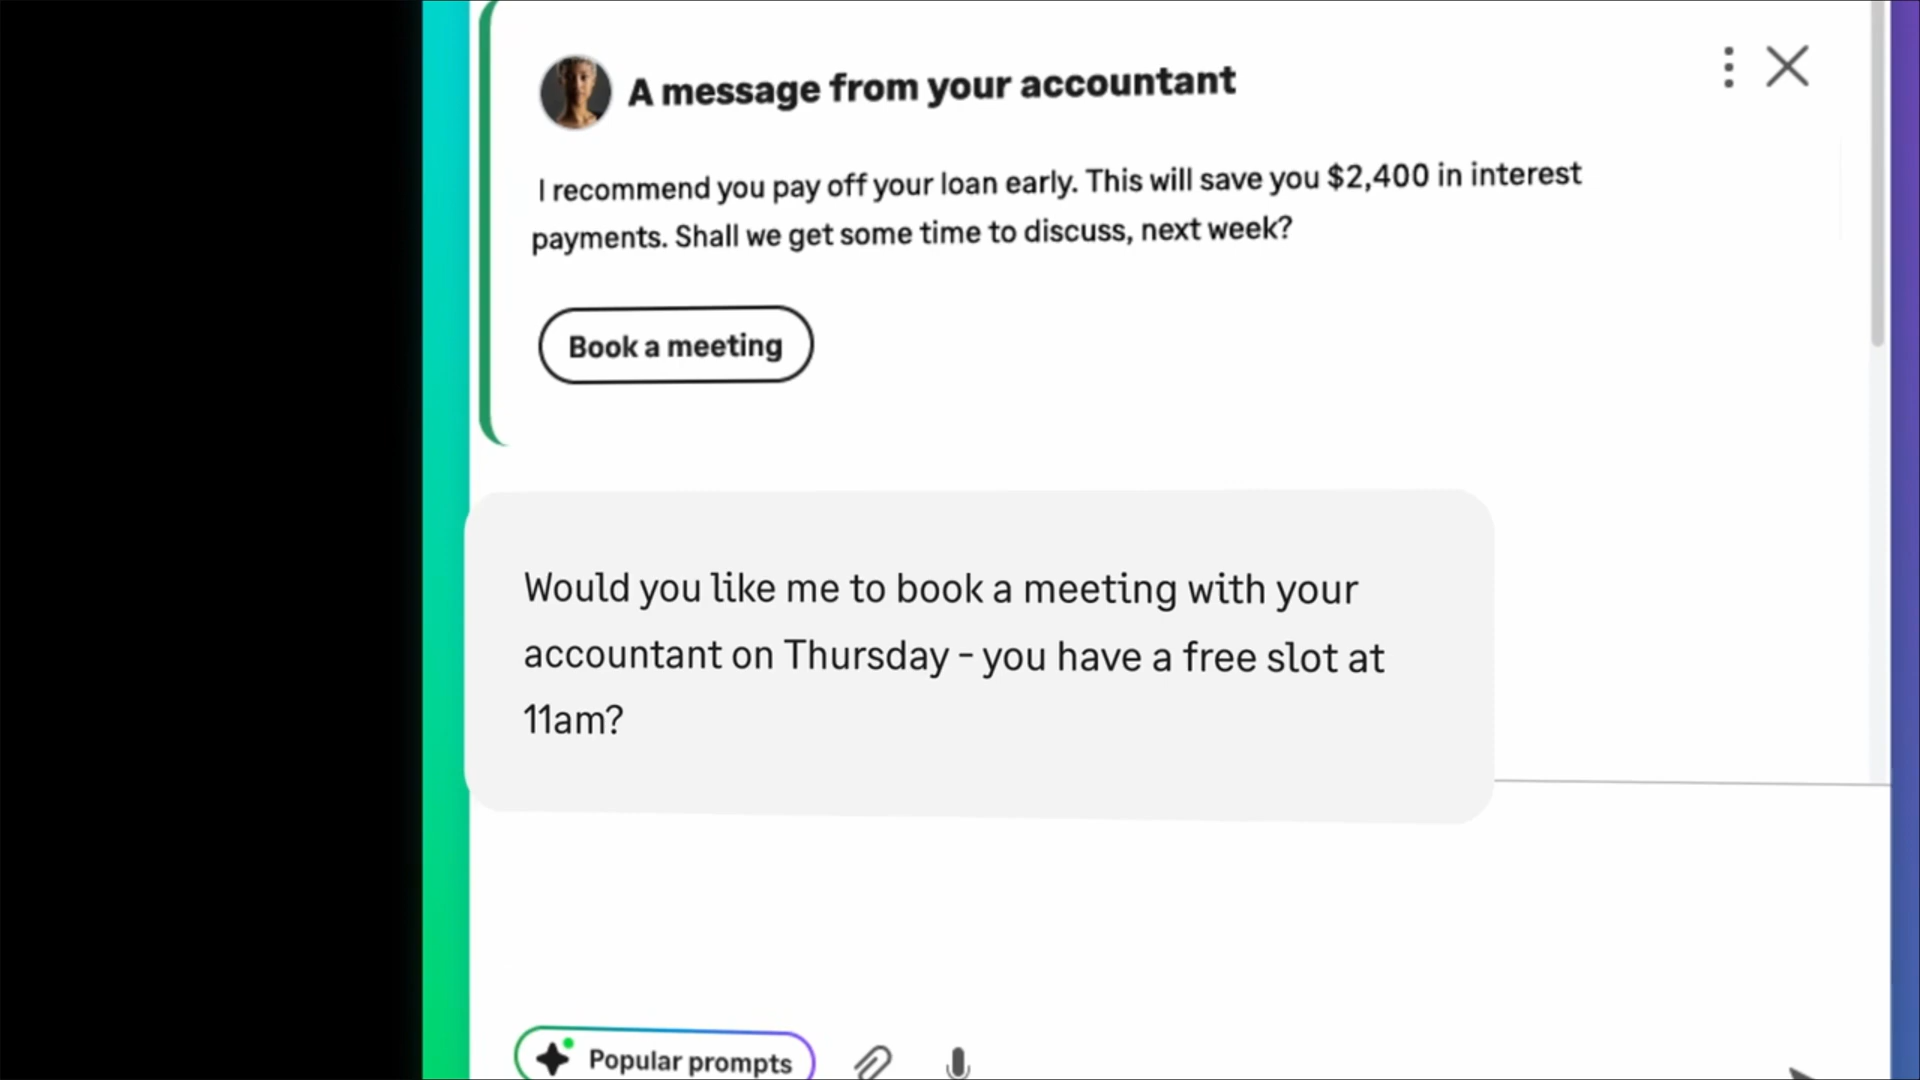 A message from your accountant
I recommend you pay off your loan early. This will save you $2,400 in interest
payments. Shall we get some time to discuss, next week?
Book a meeting
Would you like me to book a meeting with your
accountant on Thursday - you have a free slot at
11am?
Popular prompts